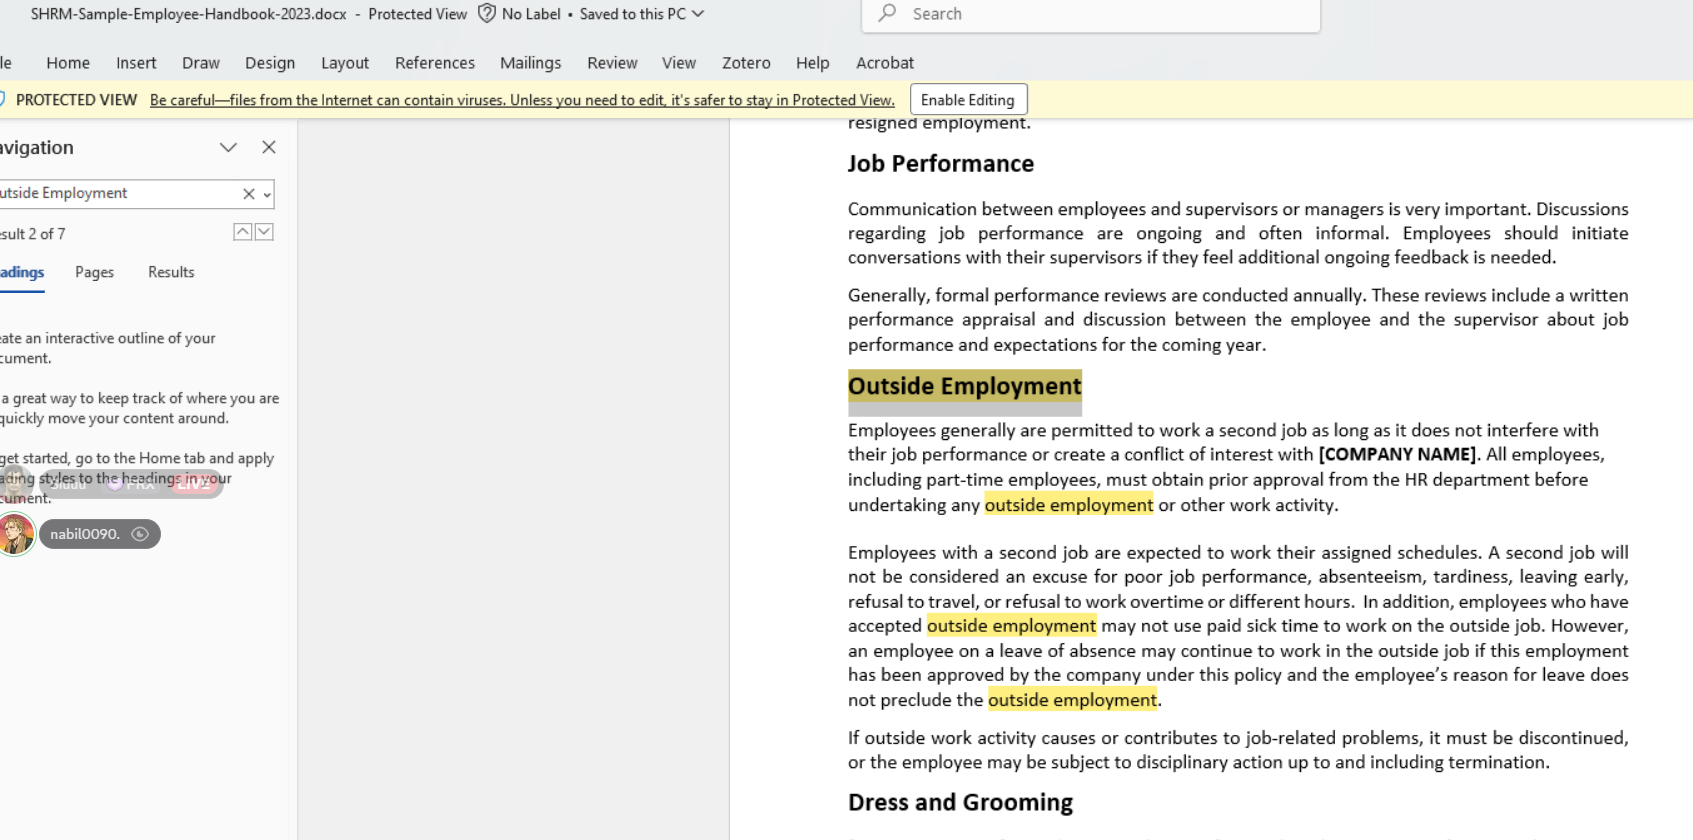 SHRM-Sample-Employee-Handbook-2023.docx - Protected View No Label • Saved to this PC
Search
le Home Insert Draw Design Layout References Mailings Review View Zotero Help Acrobat
PROTECTED VIEW Be careful—files from the Internet can contain viruses. Unless you need to edit, it's safer to stay in Protected View. Enable Editing
avigation
utside Employment
esult 2 of 7
adings Pages Results
ate an interactive outline of your
cument.
a great way to keep track of where you are
quickly move your content around.
get started, go to the Home tab and apply
ading styles to the headings in your
cument.
PRX LIVE
nabil0090.
resigned employment.
Job Performance
Communication between employees and supervisors or managers is very important. Discussions
regarding job performance are ongoing and often informal. Employees should initiate
conversations with their supervisors if they feel additional ongoing feedback is needed.
Generally, formal performance reviews are conducted annually. These reviews include a written
performance appraisal and discussion between the employee and the supervisor about job
performance and expectations for the coming year.
Outside Employment
Employees generally are permitted to work a second job as long as it does not interfere with
their job performance or create a conflict of interest with [COMPANY NAME]. All employees,
including part-time employees, must obtain prior approval from the HR department before
undertaking any outside employment or other work activity.
Employees with a second job are expected to work their assigned schedules. A second job will
not be considered an excuse for poor job performance, absenteeism, tardiness, leaving early,
refusal to travel, or refusal to work overtime or different hours. In addition, employees who have
accepted outside employment may not use paid sick time to work on the outside job. However,
an employee on a leave of absence may continue to work in the outside job if this employment
has been approved by the company under this policy and the employee’s reason for leave does
not preclude the outside employment.
If outside work activity causes or contributes to job-related problems, it must be discontinued,
or the employee may be subject to disciplinary action up to and including termination.
Dress and Grooming